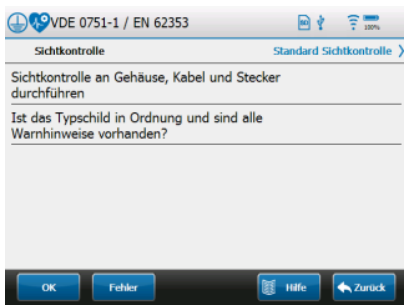 VDE 0751-1 / EN 62353
100%
Sichtkontrolle
Standard Sichtkontrolle
Sichtkontrolle an Gehäuse, Kabel und Stecker
durchführen
Ist das Typschild in Ordnung und sind alle
Warnhinweise vorhanden?
OK
Fehler
Hilfe
Zurück